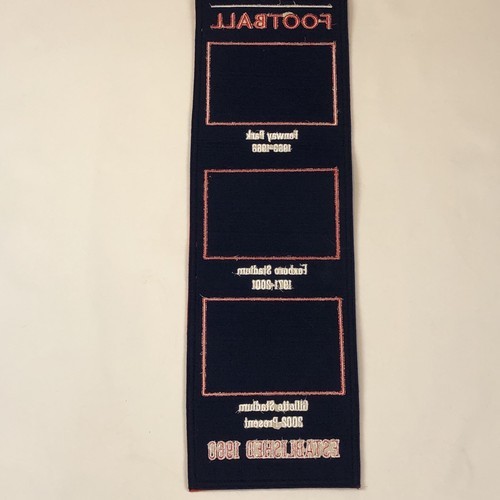 FOOTBALL
Fenway Park
1963-1968
Foxboro Stadium
1971-2001
Gillette Stadium
2002-Present
ESTABLISHED 1960